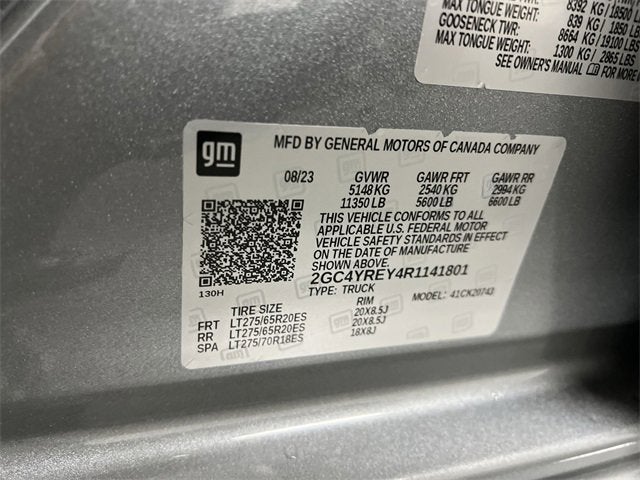 MAX TONGUE WEIGHT: 8392 KG / 18500
GOOSENECK TWR: 839 KG / 1850 LB
MAX TONGUE WEIGHT: 8664 KG / 19100 LBS
1300 KG / 2865 LBS
SEE OWNER'S MANUAL FOR MORE
gm
MFD BY GENERAL MOTORS OF CANADA COMPANY
08/23 GVWR GAWR FRT GAWR RR
5148 KG 2540 KG 2994 KG
11350 LB 5600 LB 6600 LB
THIS VEHICLE CONFORMS TO ALL
APPLICABLE U.S. FEDERAL MOTOR
VEHICLE SAFETY STANDARDS IN EFFECT
ON THE DATE OF MANUFACTURE
SHOWN ABOVE.
2GC4YREY4R1141801
130H TYPE: TRUCK MODEL: 41CK20743
TIRE SIZE RIM
FRT LT275/65R20ES 20X8.5J
RR LT275/65R20ES 20X8.5J
SPA LT275/70R18ES 18X8J